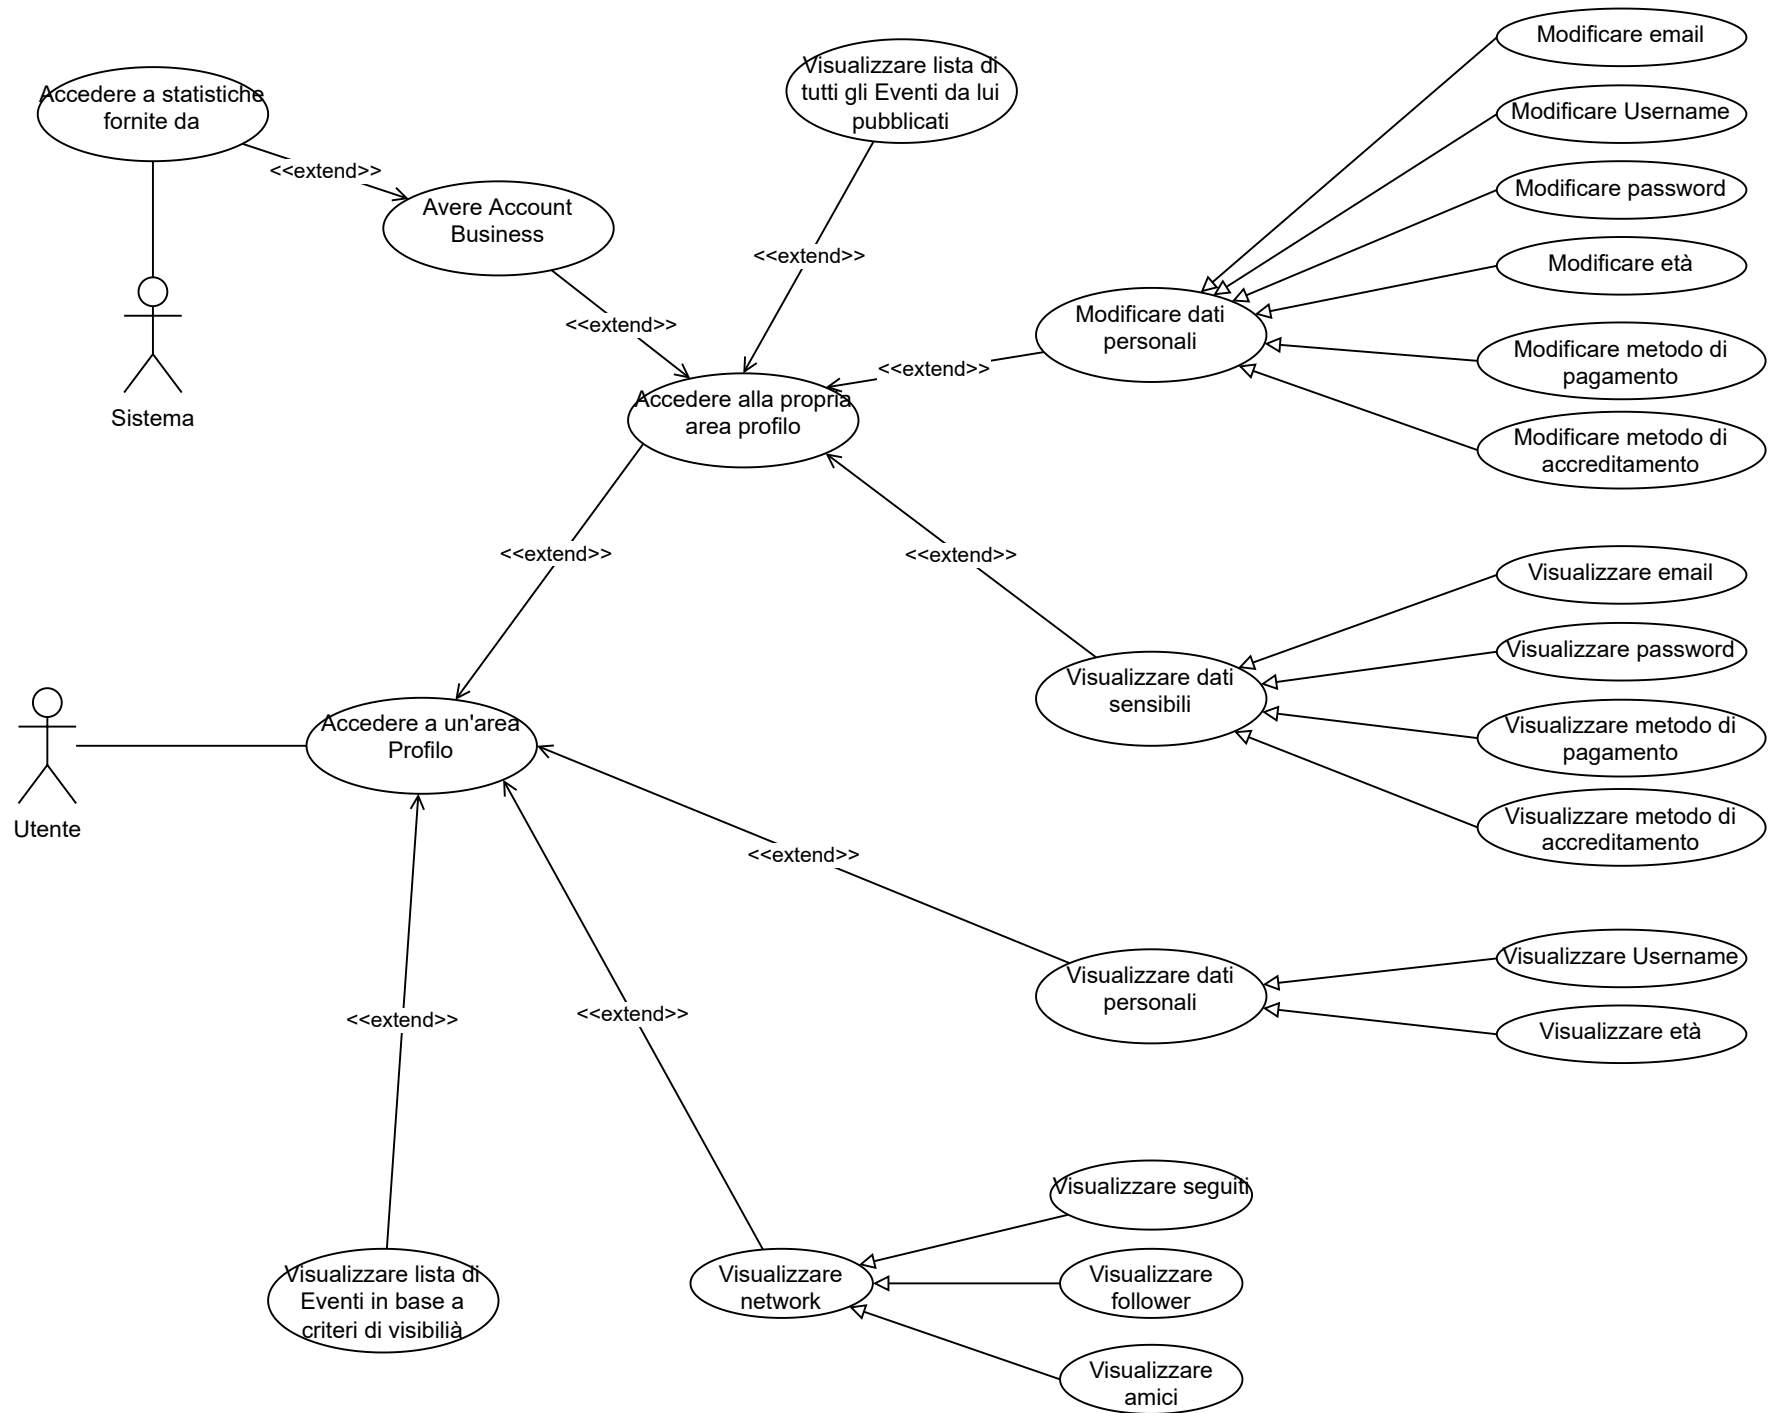 Modificare email
Visualizzare lista di
tutti gli Eventi da lui
pubblicati
Accedere a statistiche
fornite da
Modificare Username
<<extend>>
Modificare password
Avere Account
Business
<<extend>>
Modificare età
Modificare dati
personali
<<extend>>
Modificare metodo di
pagamento
<<extend>>
Sistema
Accedere alla propria
area profilo
Modificare metodo di
accreditamento
<<extend>>
<<extend>>
Visualizzare email
Visualizzare password
Visualizzare dati
sensibili
Accedere a un'area
Profilo
Visualizzare metodo di
pagamento
Utente
Visualizzare metodo di
accreditamento
<<extend>>
Visualizzare Username
Visualizzare dati
personali
<<extend>>
<<extend>>
Visualizzare età
Visualizzare seguiti
Visualizzare lista di
Eventi in base a
criteri di visibilià
Visualizzare
network
Visualizzare
follower
Visualizzare
amici